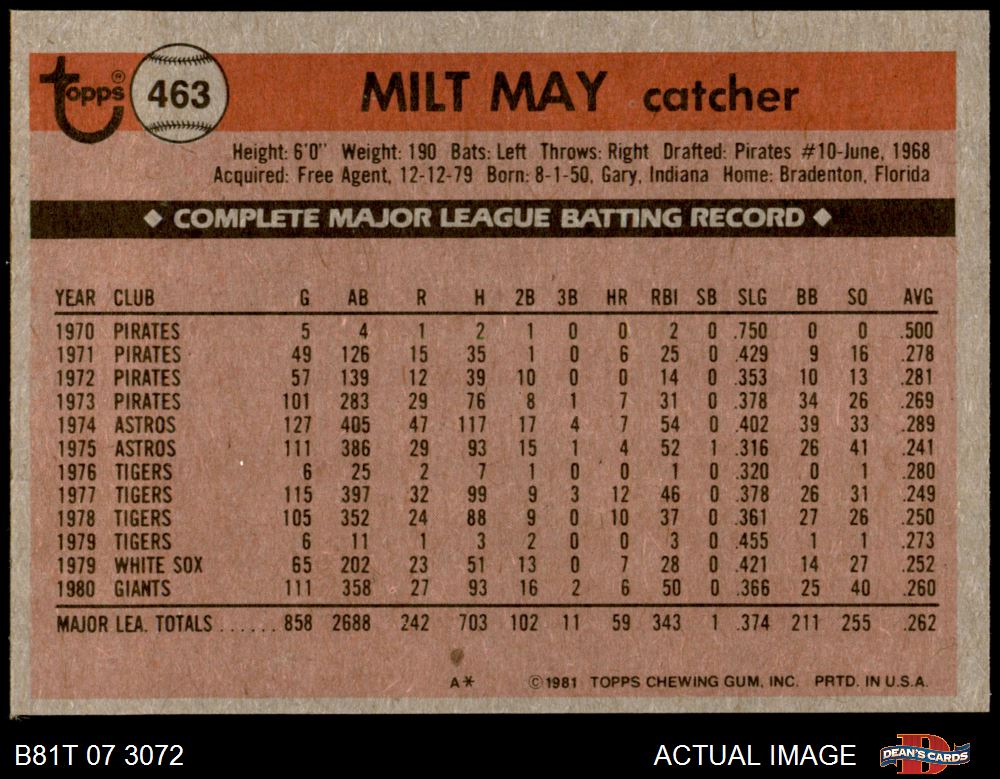 topps® 463 MILT MAY catcher
Height: 6'0" Weight: 190 Bats: Left Throws: Right Drafted: Pirates #10-June, 1968
Acquired: Free Agent, 12-12-79 Born: 8-1-50, Gary, Indiana Home: Bradenton, Florida
◆ COMPLETE MAJOR LEAGUE BATTING RECORD ◆
YEAR CLUB G AB R H 2B 3B HR RBI SB SLG BB SO AVG
1970 PIRATES 5 4 1 2 1 0 0 2 0 .750 0 0 .500
1971 PIRATES 49 126 15 35 1 0 6 25 0 .429 9 16 .278
1972 PIRATES 57 139 12 39 10 0 0 14 0 .353 10 13 .281
1973 PIRATES 101 283 29 76 8 1 7 31 0 .378 34 26 .269
1974 ASTROS 127 405 47 117 17 4 7 54 0 .402 39 33 .289
1975 ASTROS 111 386 29 93 15 1 4 52 1 .316 26 41 .241
1976 TIGERS 6 25 2 7 1 0 0 1 0 .320 0 1 .280
1977 TIGERS 115 397 32 99 9 3 12 46 0 .378 26 31 .249
1978 TIGERS 105 352 24 88 9 0 10 37 0 .361 27 26 .250
1979 TIGERS 6 11 1 3 2 0 0 3 0 .455 1 1 .273
1979 WHITE SOX 65 202 23 51 13 0 7 28 0 .421 14 27 .252
1980 GIANTS 111 358 27 93 16 2 6 50 0 .366 25 40 .260
MAJOR LEA. TOTALS ...... 858 2688 242 703 102 11 59 343 1 .374 211 255 .262
A* ©1981 TOPPS CHEWING GUM, INC. PRTD. IN U.S.A.
B81T 07 3072 ACTUAL IMAGE DEAN'S CARDS